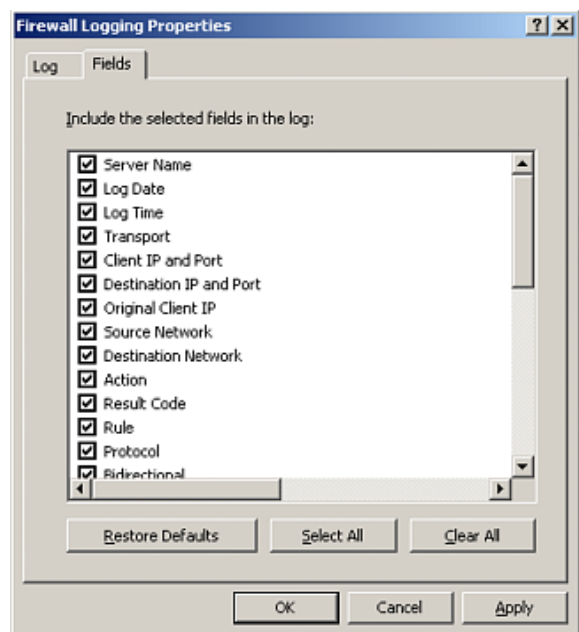 Firewall Logging Properties
Log Fields
Include the selected fields in the log:
Server Name
Log Date
Log Time
Transport
Client IP and Port
Destination IP and Port
Original Client IP
Source Network
Destination Network
Action
Result Code
Rule
Protocol
Bidirectional
Restore Defaults Select All Clear All
OK Cancel Apply